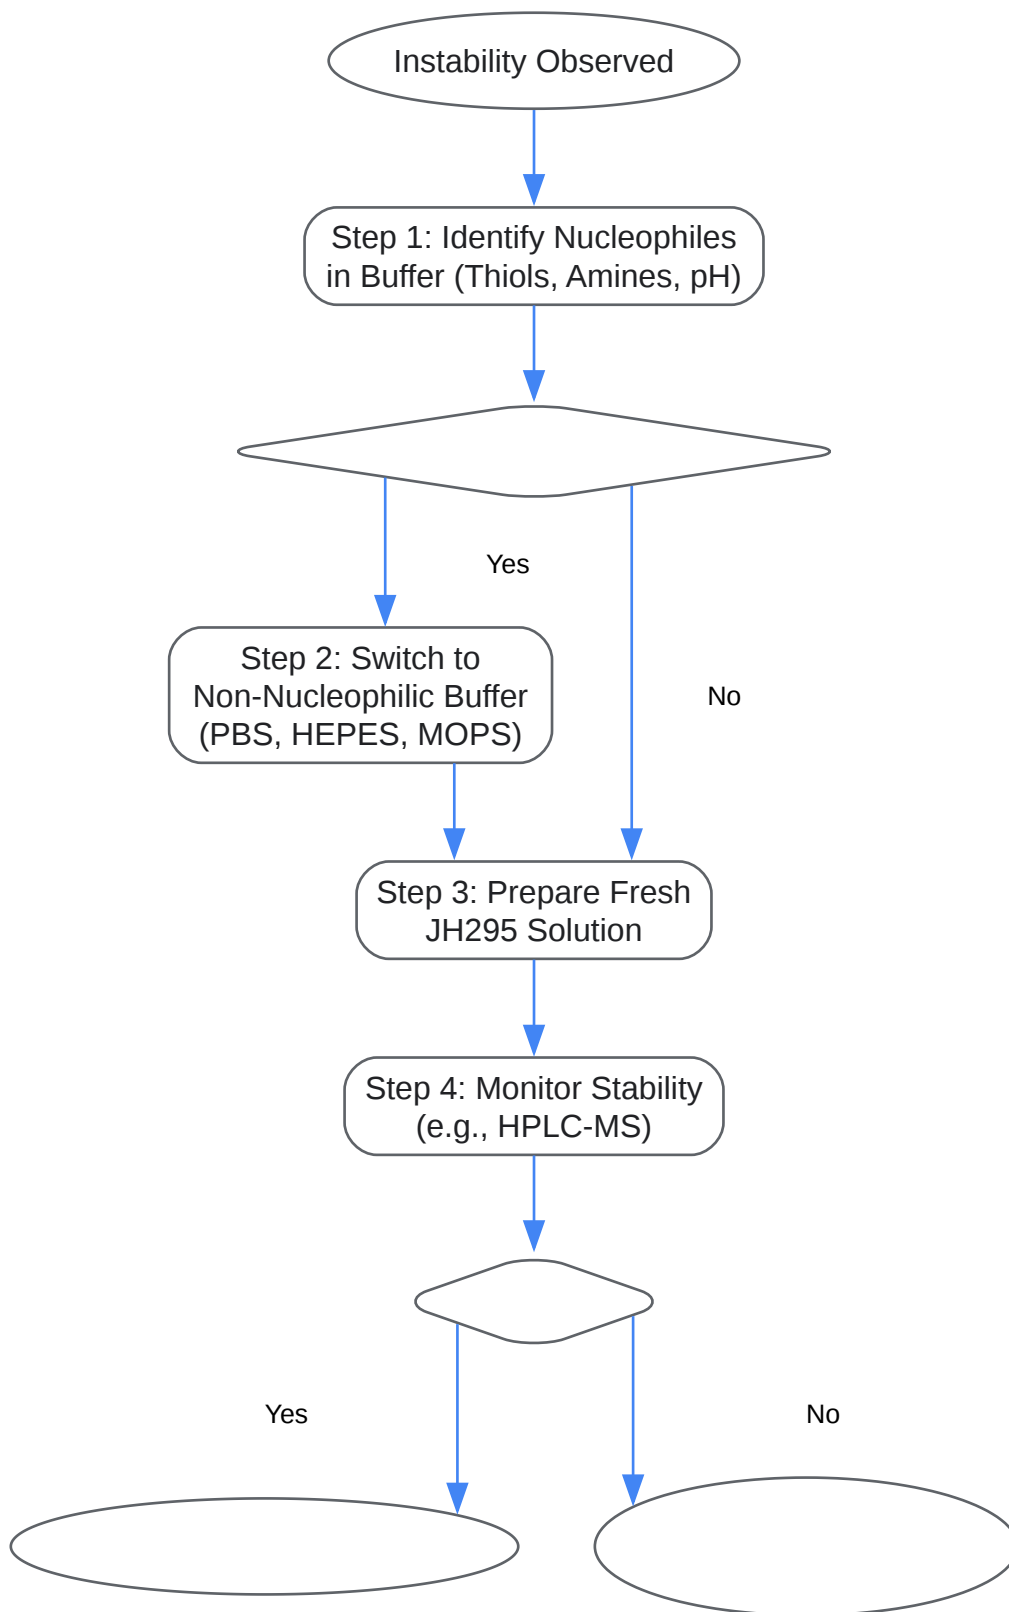 Instability Observed
Step 1: Identify Nucleophiles
in Buffer (Thiols, Amines, pH)
Yes
Step 2: Switch to
Non-Nucleophilic Buffer
(PBS, HEPES, MOPS)
No
Step 3: Prepare Fresh
JH295 Solution
Step 4: Monitor Stability
(e.g., HPLC-MS)
Yes
No